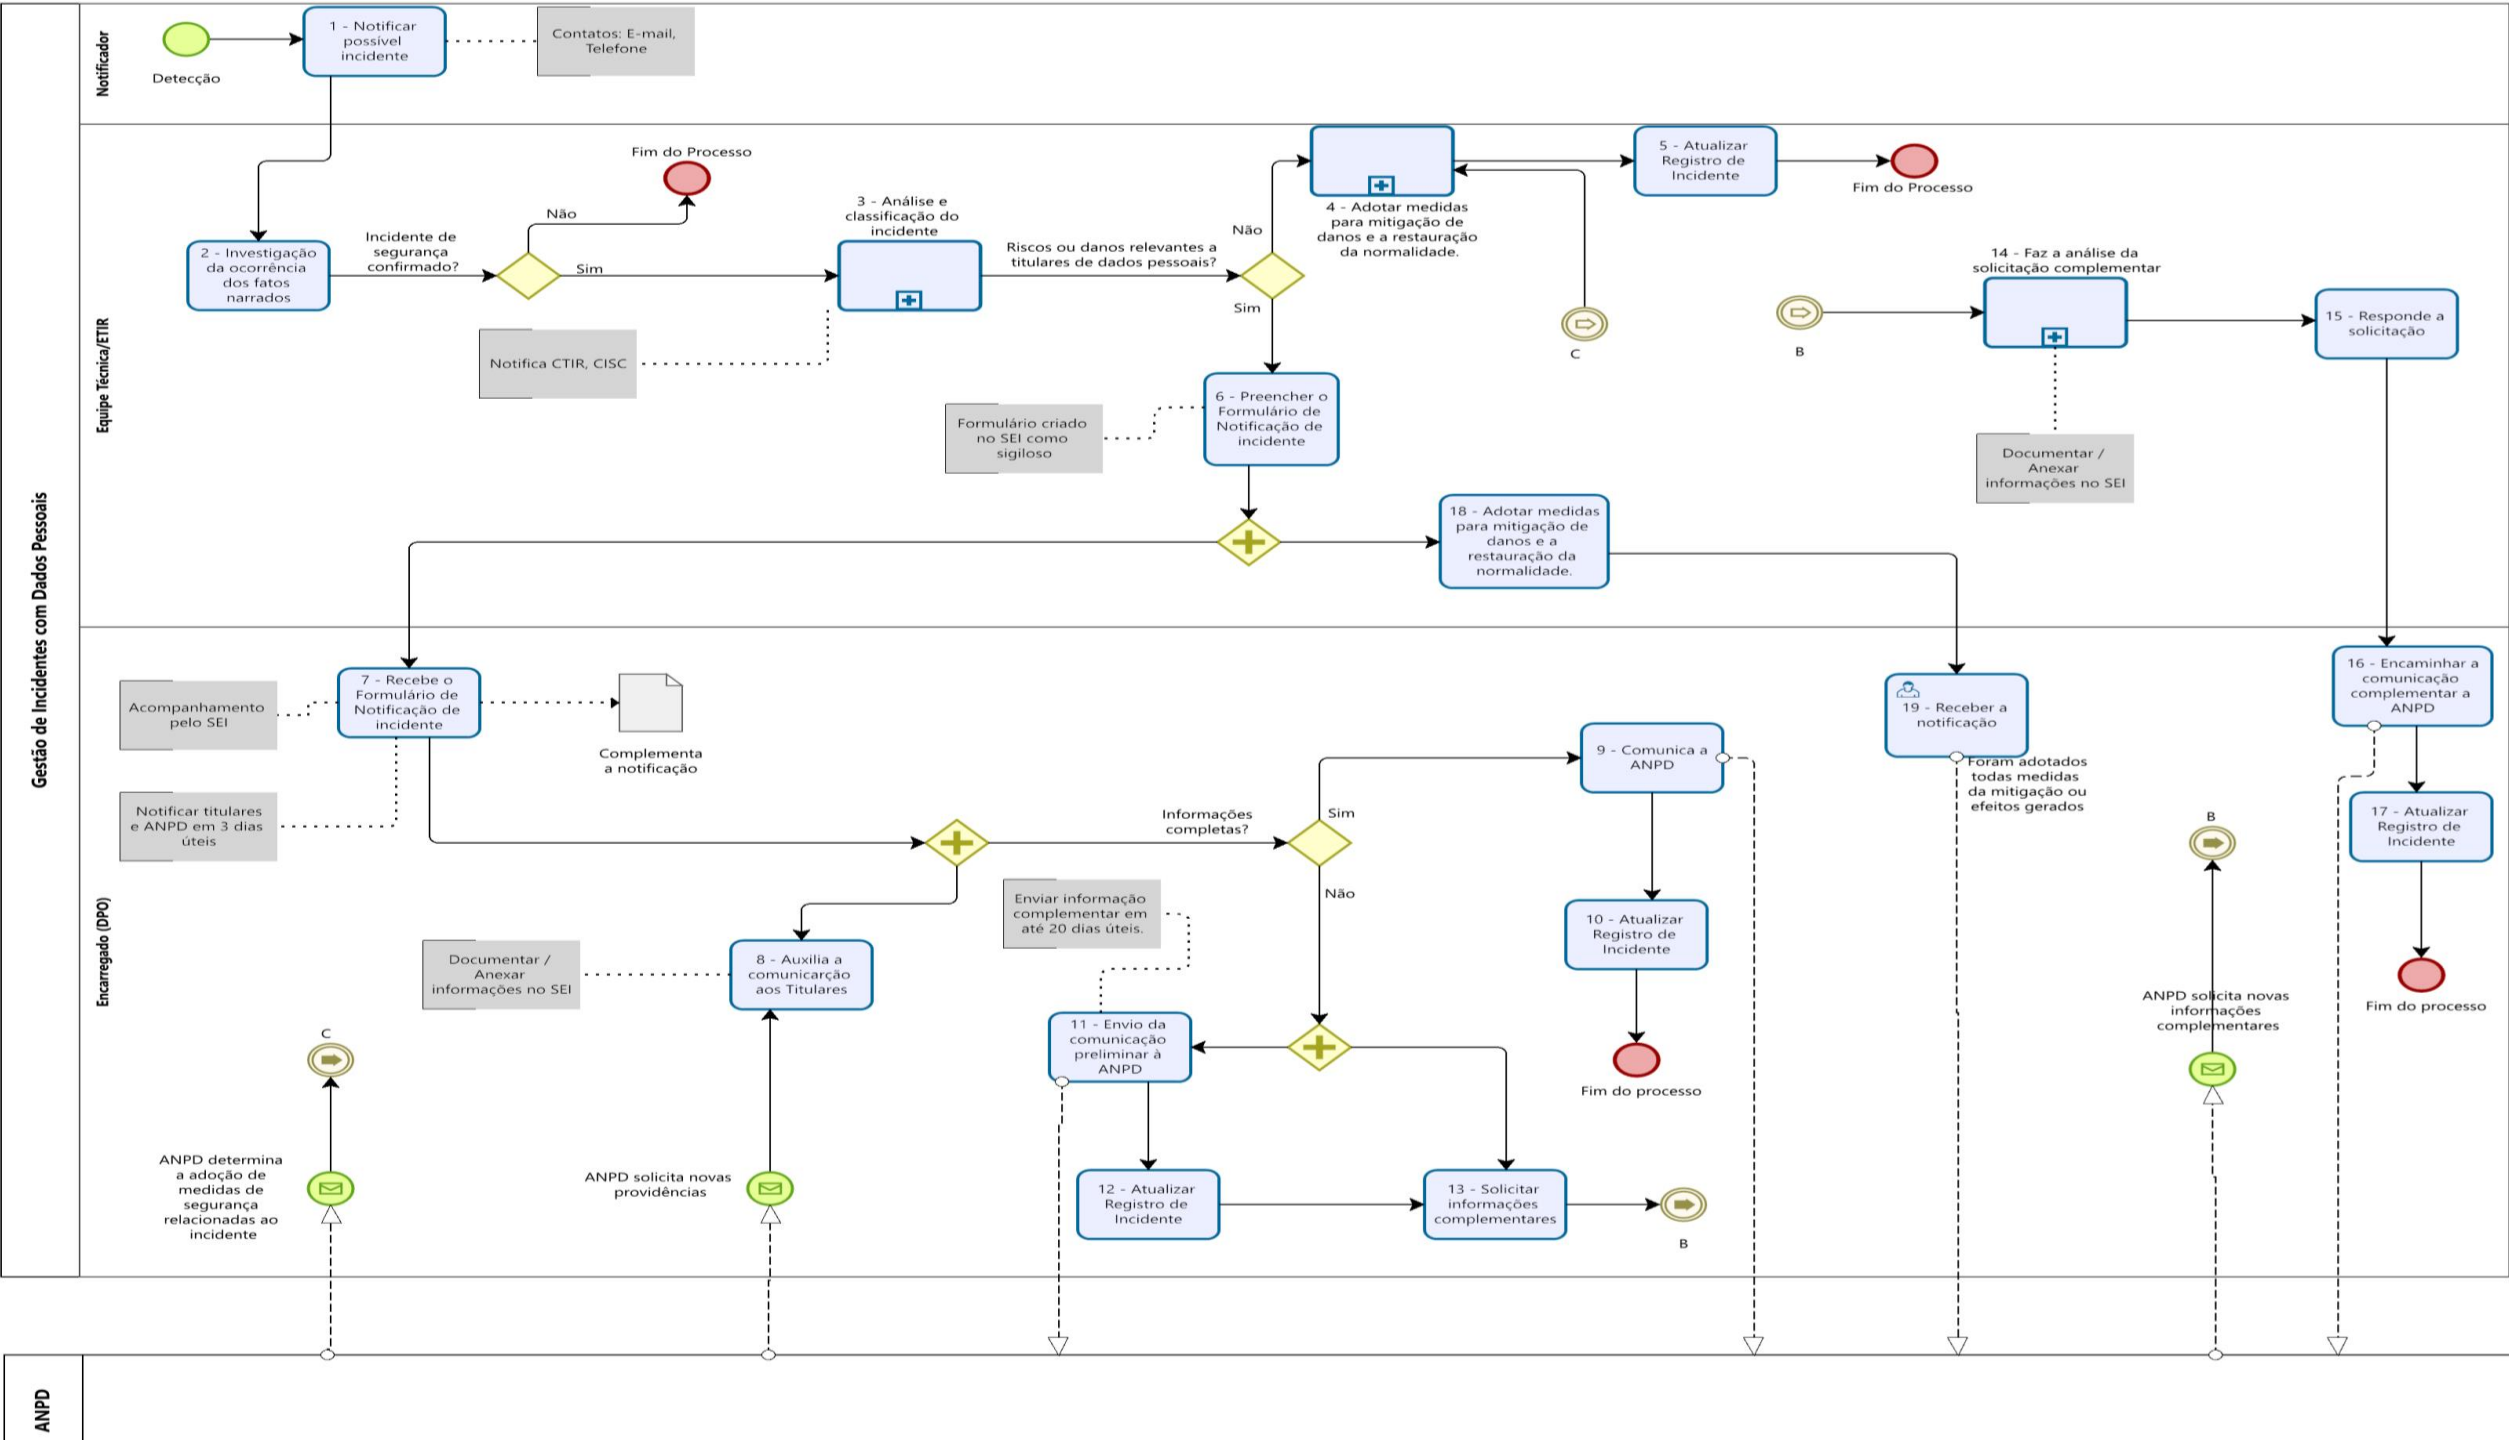 Gestão de Incidentes com Dados Pessoais
Notificador
Detecção
1 - Notificar
possível
incidente
Contatos: E-mail,
Telefone
Equipe Técnica/ETIR
2 - Investigação
da ocorrência
dos fatos
narrados
Incidente de
segurança
confirmado?
Não
Fim do Processo
Sim
3 - Análise e
classificação do
incidente
Notifica CTIR, CISC
Riscos ou danos relevantes a
titulares de dados pessoais?
Não
Sim
4 - Adotar medidas
para mitigação de
danos e a restauração
da normalidade.
5 - Atualizar
Registro de
Incidente
Fim do Processo
C
B
14 - Faz a análise da
solicitação complementar
15 - Responde a
solicitação
Documentar /
Anexar
informações no SEI
6 - Preencher o
Formulário de
Notificação de
incidente
Formulário criado
no SEI como
sigiloso
18 - Adotar medidas
para mitigação de
danos e a
restauração da
normalidade.
Encarregado (DPO)
7 - Recebe o
Formulário de
Notificação de
incidente
Acompanhamento
pelo SEI
Notificar titulares
e ANPD em 3 dias
úteis
Complementa
a notificação
Informações
completas?
Sim
Não
8 - Auxilia a
comunicarção
aos Titulares
Documentar /
Anexar
informações no SEI
Enviar informação
complementar em
até 20 dias úteis.
9 - Comunica a
ANPD
10 - Atualizar
Registro de
Incidente
Fim do processo
11 - Envio da
comunicação
preliminar à
ANPD
12 - Atualizar
Registro de
Incidente
13 - Solicitar
informações
complementares
B
C
ANPD determina
a adoção de
medidas de
segurança
relacionadas ao
incidente
ANPD solicita novas
providências
19 - Receber a
notificação
Foram adotados
todas medidas
da mitigação ou
efeitos gerados
B
ANPD solicita novas
informações
complementares
16 - Encaminhar a
comunicação
complementar a
ANPD
17 - Atualizar
Registro de
Incidente
Fim do processo
ANPD